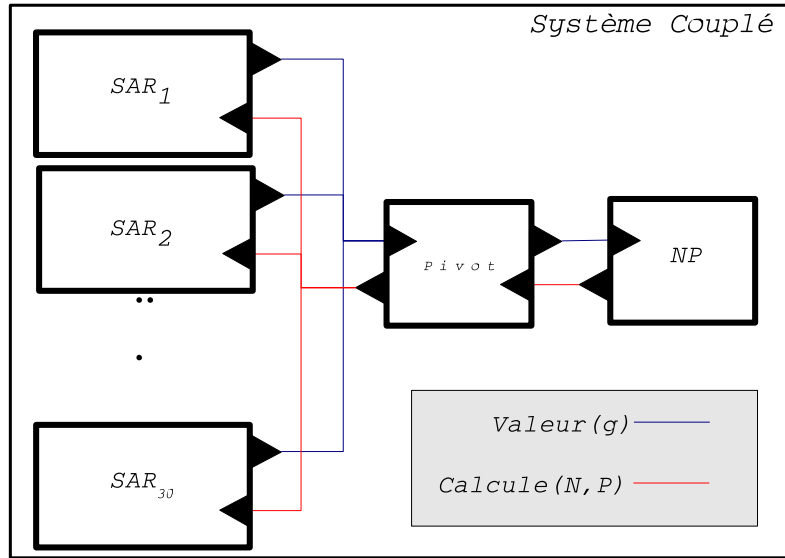 Système Couplé
SAR1
SAR2
Pivot
NP
SAR30
Valeur(g)
Calcule(N,P)